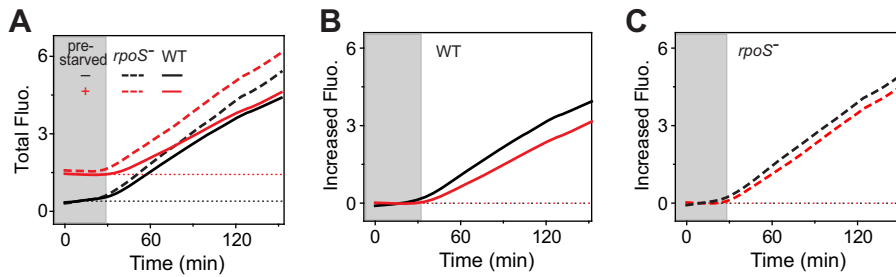 A
Total Fluo.
6
3
0
pre-
starved
rpoS⁻
WT
−
+
0
60
120
Time (min)
B
Increased Fluo.
6
3
0
WT
0
60
120
Time (min)
C
Increased Fluo.
6
3
0
rpoS⁻
0
60
120
Time (min)